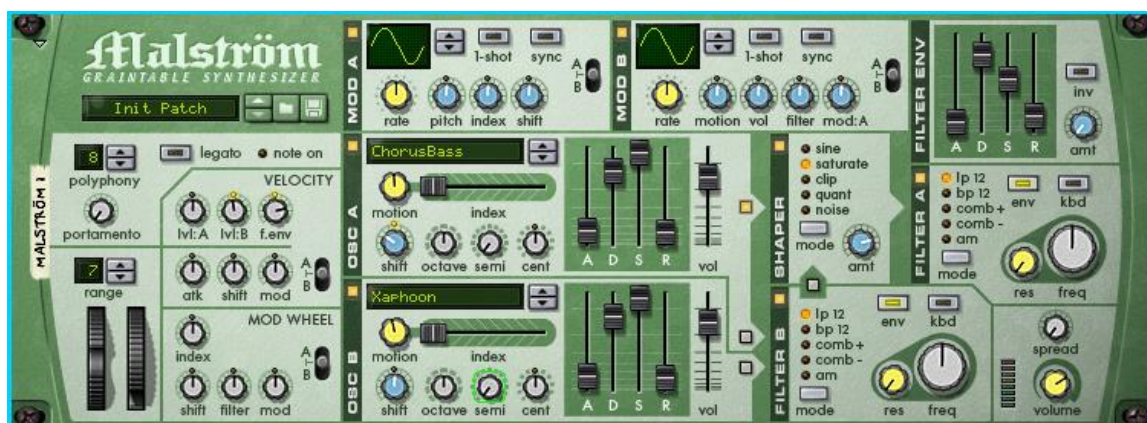 Malström
GRAINTABLE SYNTHESIZER
Init Patch
MALSTRÖM 1
8
polyphony
legato
note on
portamento
VELOCITY
lvl:A
lvl:B
f.env
7
range
atk
shift
mod
A
B
MOD WHEEL
index
shift
filter
mod
A
B
MOD A
1-shot
sync
rate
pitch
index
shift
A
B
MOD B
1-shot
sync
rate
motion
vol
filter
mod:A
A
B
OSC A
ChorusBass
motion
index
shift
octave
semi
cent
A D S R
vol
OSC B
Xaphoon
motion
index
shift
octave
semi
cent
A D S R
vol
SHAPER
sine
saturate
clip
quant
noise
mode
amt
FILTER ENV
A D S R
inv
amt
FILTER A
lp 12
bp 12
comb +
comb -
am
mode
env
kbd
res
freq
FILTER B
lp 12
bp 12
comb +
comb -
am
mode
env
kbd
res
freq
spread
volume